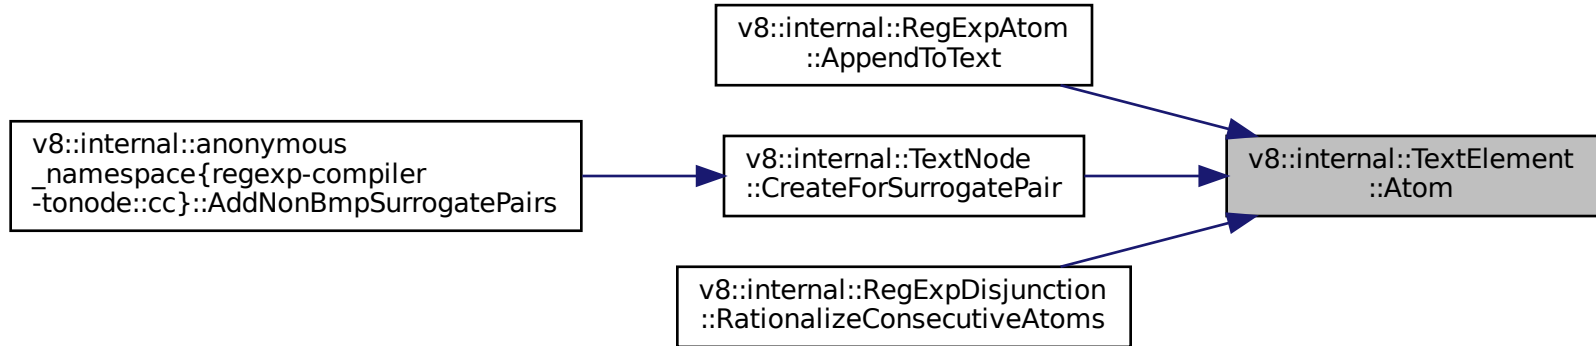 v8::internal::RegExpAtom
::AppendToText
v8::internal::anonymous
_namespace{regexp-compiler
-tonode::cc}::AddNonBmpSurrogatePairs
v8::internal::TextNode
::CreateForSurrogatePair
v8::internal::TextElement
::Atom
v8::internal::RegExpDisjunction
::RationalizeConsecutiveAtoms